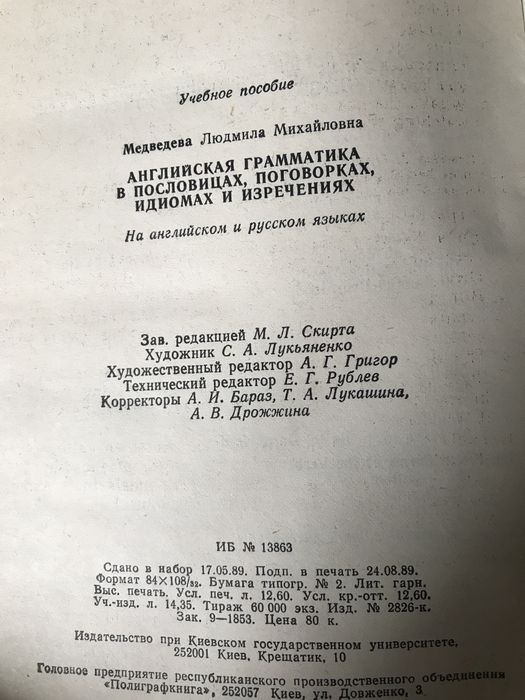 Учебное пособие
Медведева Людмила Михайловна
АНГЛИЙСКАЯ ГРАММАТИКА
В ПОСЛОВИЦАХ, ПОГОВОРКАХ,
ИДИОМАХ И ИЗРЕЧЕНИЯХ
На английском и русском языках
Зав. редакцией М. Л. Скирта
Художник С. А. Лукьяненко
Художественный редактор А. Г. Григор
Технический редактор Е. Г. Рублев
Корректоры А. И. Бараз, Т. А. Лукашина,
А. В. Дрожжина
ИБ № 13863
Сдано в набор 17.05.89. Подп. в печать 24.08.89.
Формат 84×108/32. Бумага типогр. № 2. Лит. гарн.
Выс. печать. Усл. печ. л. 12,60. Усл. кр.-отт. 12,60.
Уч.-изд. л. 14,35. Тираж 60 000 экз. Изд. № 2826-к.
Зак. 9—1853. Цена 80 к.
Издательство при Киевском государственном университете,
252001 Киев, Крещатик, 10
Головное предприятие республиканского производственного объединения
«Полиграфкнига», 252057 Киев, ул. Довженко, 3.